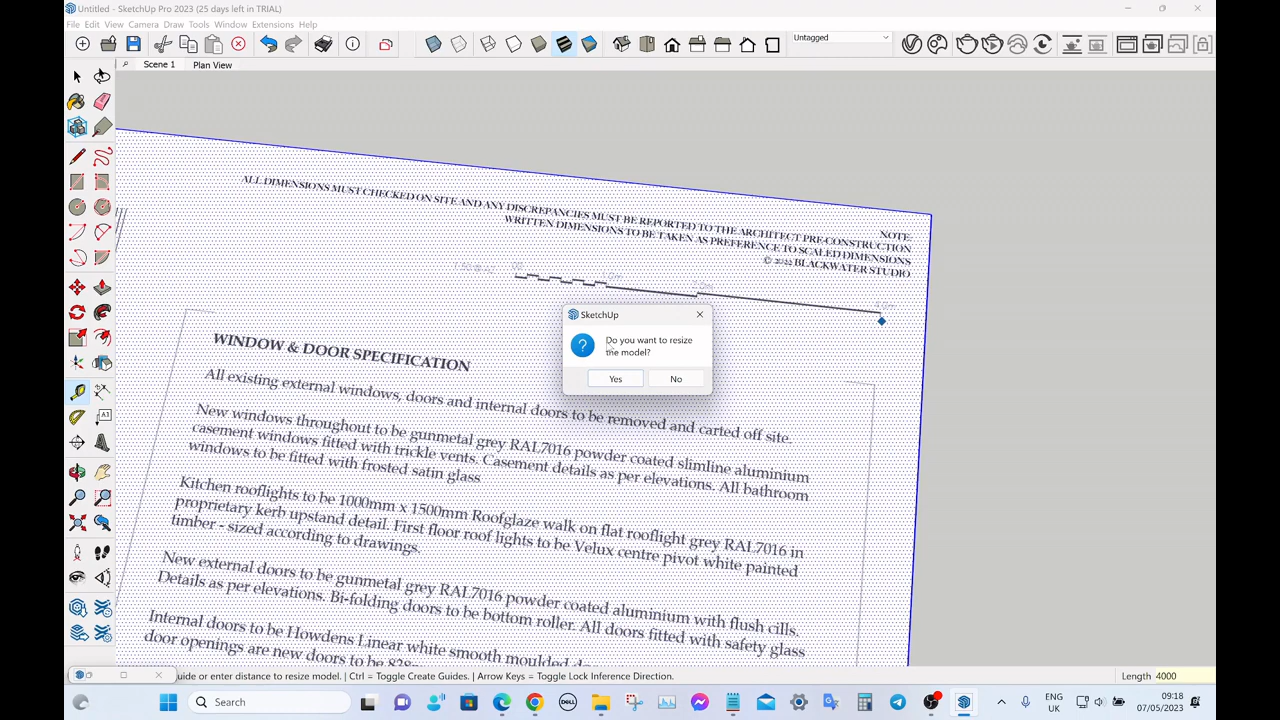 Untitled - SketchUp Pro 2023 (25 days left in TRIAL)
File Edit View Camera Draw Tools Window Extensions Help
Untagged
Scene 1 Plan View
ALL DIMENSIONS MUST CHECKED ON SITE AND ANY DISCREPANCIES MUST BE REPORTED TO THE ARCHITECT PRE-CONSTRUCTION
NOTE:
WRITTEN DIMENSIONS TO BE TAKEN AS PREFERENCE TO SCALED DIMENSIONS
© 2022 BLACKWATER STUDIO
1.0m
SketchUp
Do you want to resize
the model?
Yes No
WINDOW & DOOR SPECIFICATION
All existing external windows, doors and internal doors to be removed and carted off site.
New windows throughout to be gunmetal grey RAL7016 powder coated slimline aluminium
casement windows fitted with trickle vents. Casement details as per elevations. All bathroom
windows to be fitted with frosted satin glass
Kitchen rooflights to be 1000mm x 1500mm Roofglaze walk on flat rooflight grey RAL7016 in
proprietary kerb upstand detail. First floor roof lights to be Velux centre pivot white painted
timber - sized according to drawings.
New external doors to be gunmetal grey RAL7016 powder coated aluminium with flush cills.
Details as per elevations. Bi-folding doors to be bottom roller. All doors fitted with safety glass
Internal doors to be Howdens Linear white smooth moulded
door openings are new doors to be
uide or enter distance to resize model. | Ctrl = Toggle Create Guides. | Arrow Keys = Toggle Lock Inference Direction.
Length 4000
Search
DELL
ENG
UK
09:18
07/05/2023